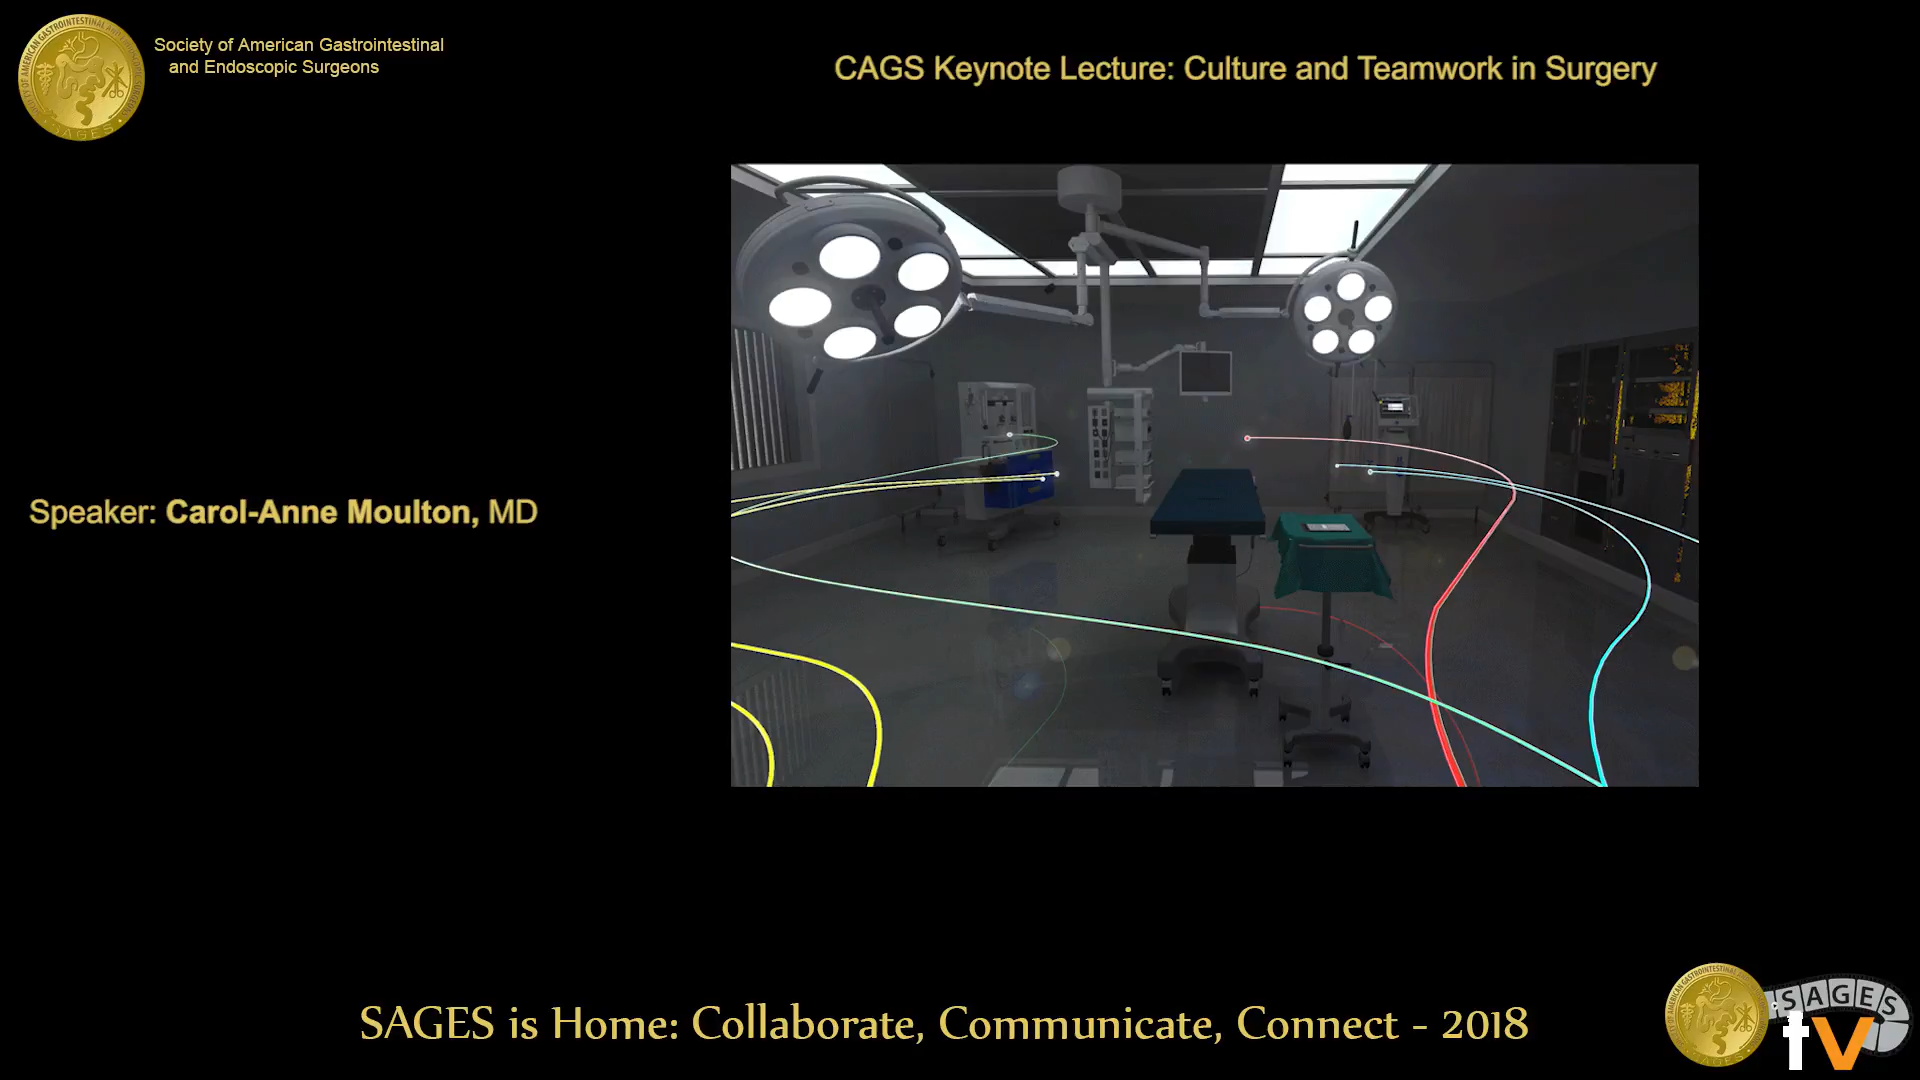 Society of American Gastrointestinal
and Endoscopic Surgeons
CAGS Keynote Lecture: Culture and Teamwork in Surgery
Speaker: Carol-Anne Moulton, MD
SAGES is Home: Collaborate, Communicate, Connect - 2018
SAGES
tv
SAGES